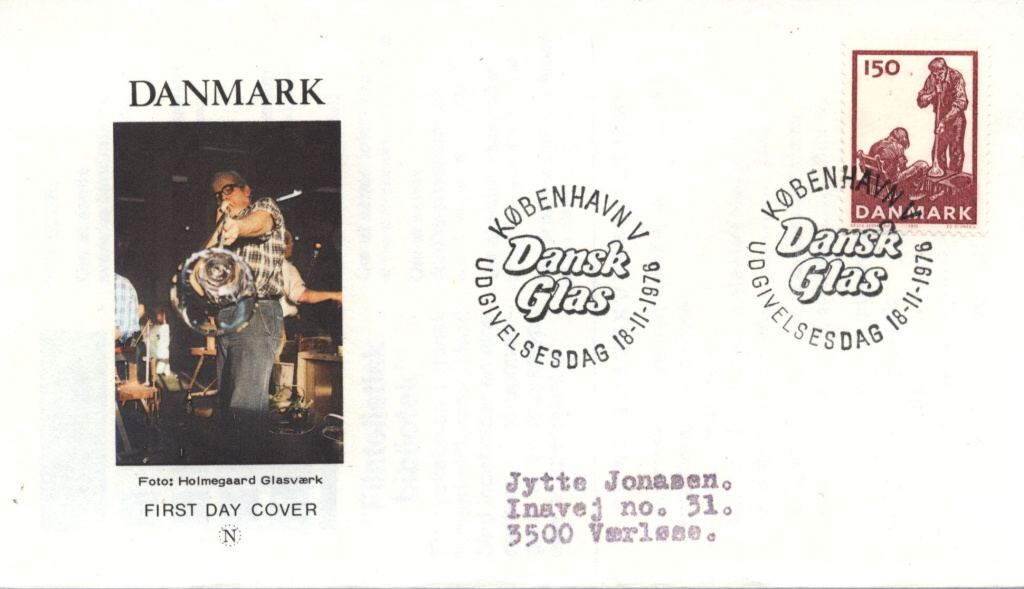 DANMARK
Foto: Holmegaard Glasværk
FIRST DAY COVER
N
KØBENHAVN V
Dansk
Glas
UDGIVELSESDAG 18-11-1976
150
DANMARK
KØBENHAVN V
Dansk
Glas
UDGIVELSESDAG 18-11-1976
Jytte Jonasen.
Inavej no. 31.
3500 Værløse.